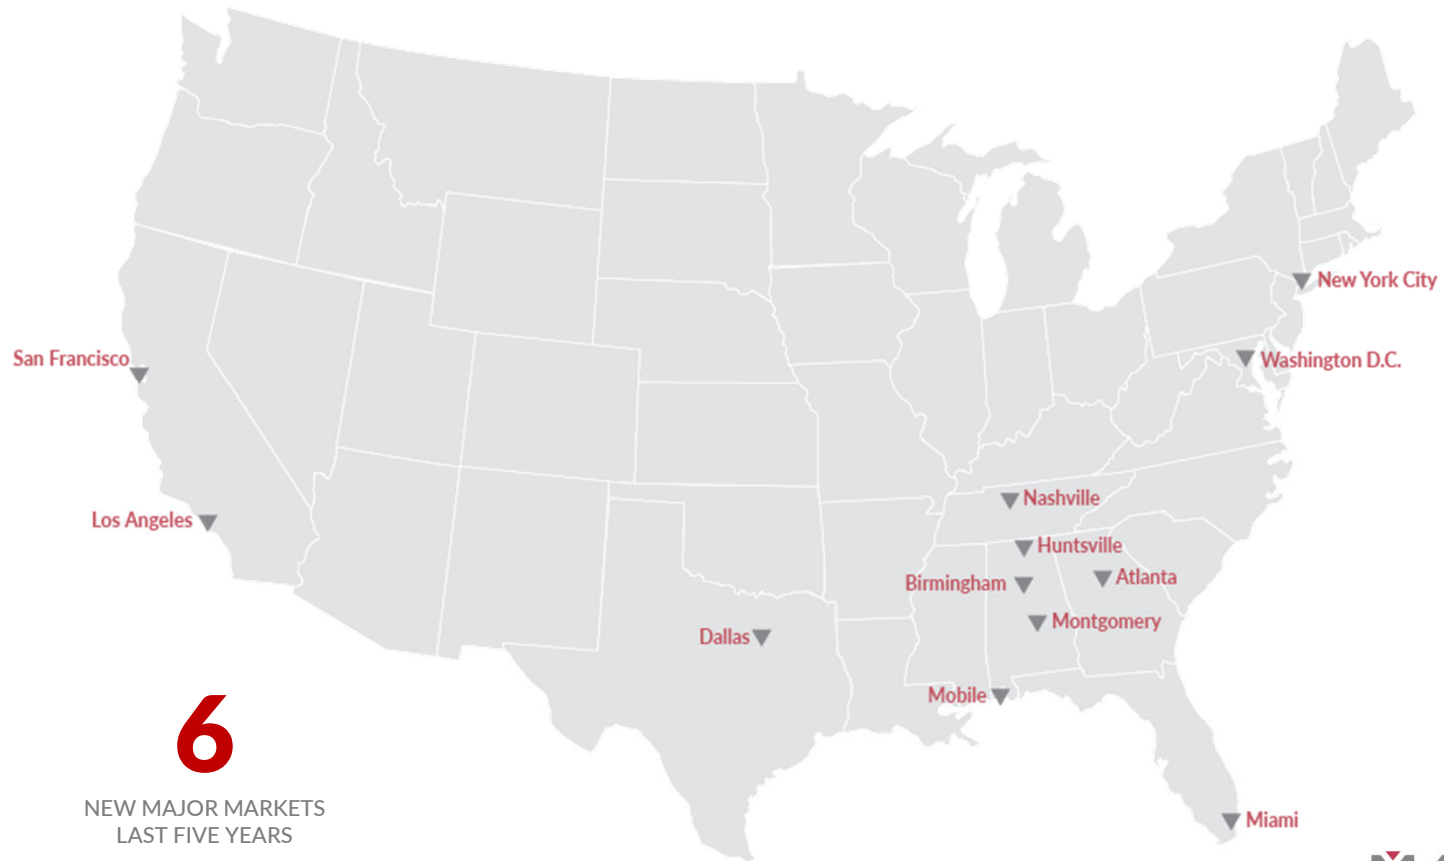 New York City
San Francisco
Washington D.C.
Nashville
Los Angeles
Huntsville
Birmingham
Atlanta
Montgomery
Dallas
Mobile
6
NEW MAJOR MARKETS
LAST FIVE YEARS
Miami